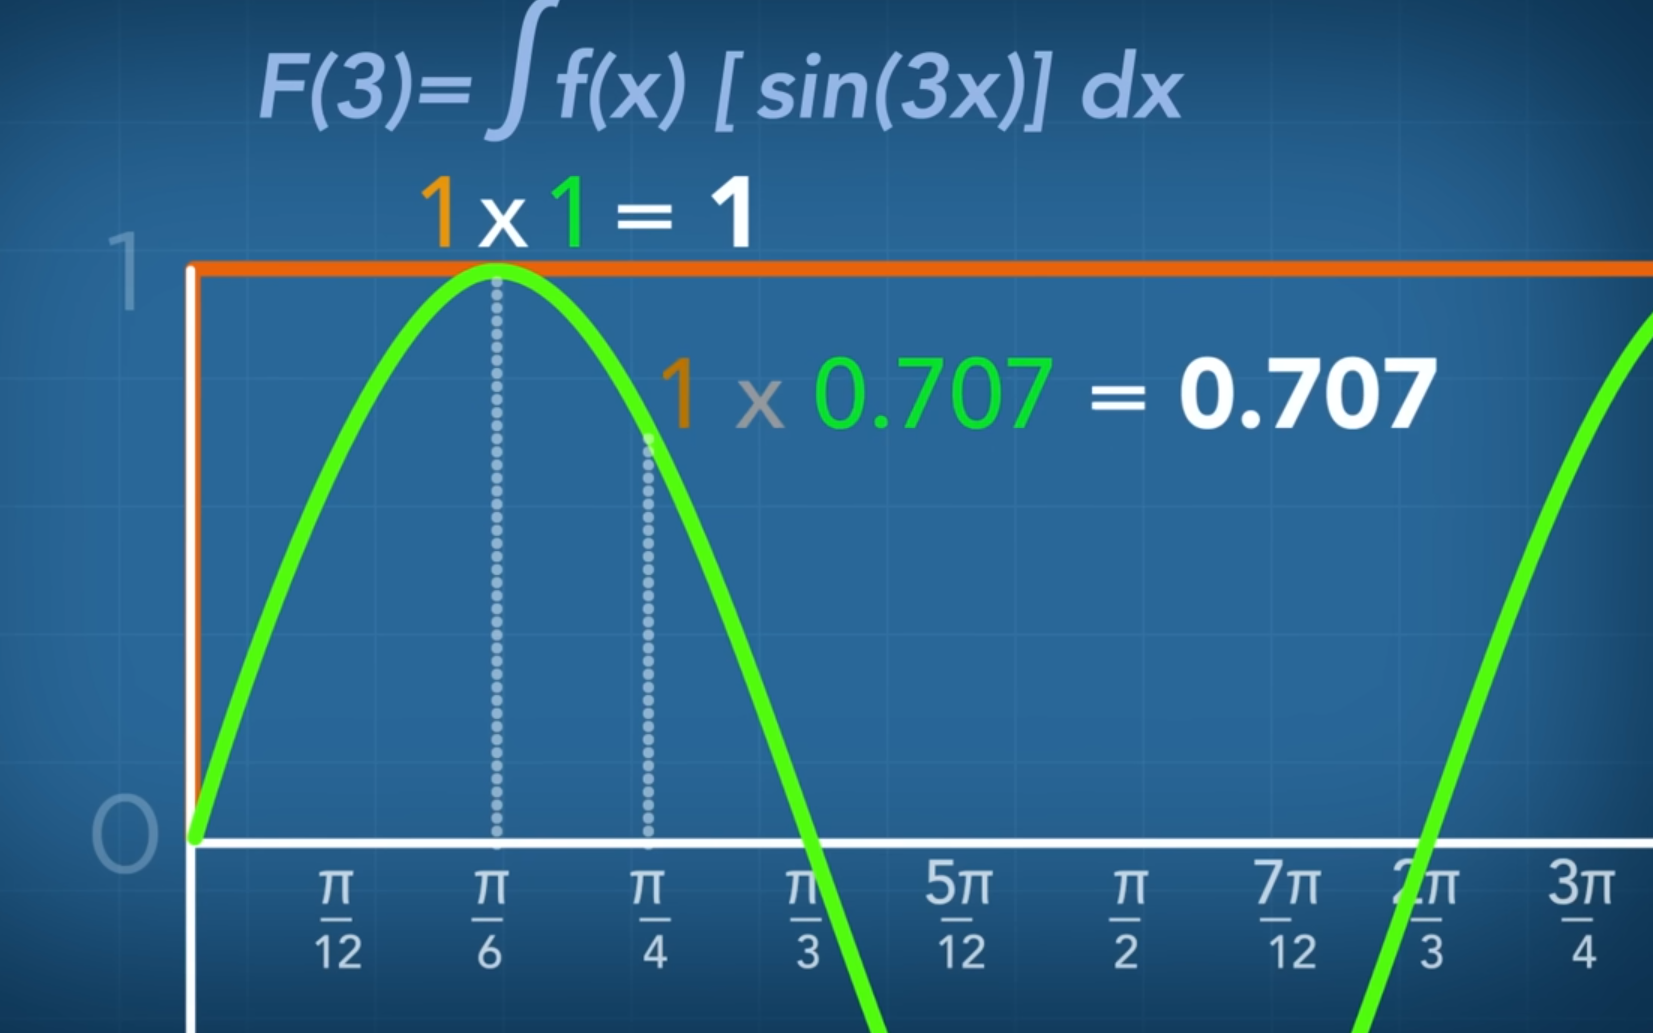 F(3)=∫f(x) [ sin(3x)] dx
1 x 1 = 1
1
1 x 0.707 = 0.707
0
π/12 π/6 π/4 π/3 5π/12 π/2 7π/12 2π/3 3π/4